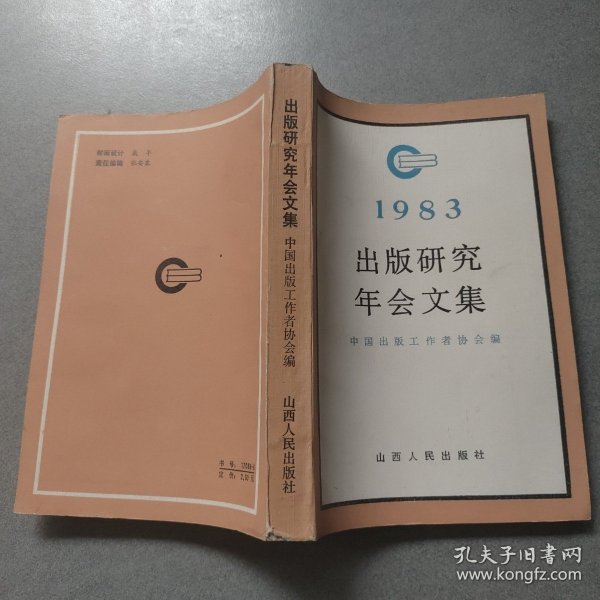 1983
出版研究
年会文集
中国出版工作者协会编
山西人民出版社
出版研究年会文集
中国出版工作者协会编
山西人民出版社
封面设计
责任编辑
书号:
定价:
孔夫子旧书网
www.kongfz.com